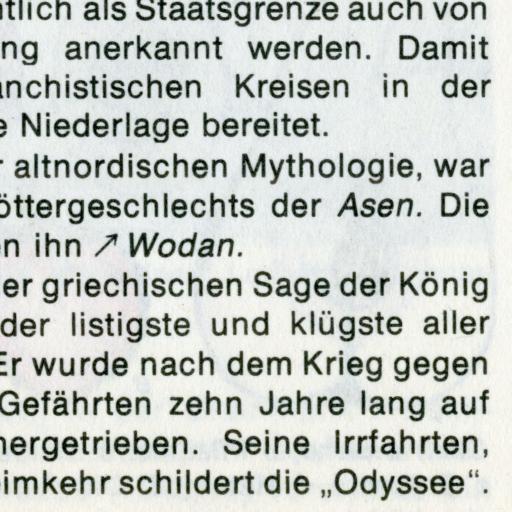 ntlich als Staatsgrenze auch von
ng anerkannt werden. Damit
anchistischen Kreisen in der
e Niederlage bereitet.
r altnordischen Mythologie, war
öttergeschlechts der Asen. Die
en ihn ↗ Wodan.
er griechischen Sage der König
der listigste und klügste aller
Er wurde nach dem Krieg gegen
Gefährten zehn Jahre lang auf
hergetrieben. Seine Irrfahrten,
eimkehr schildert die „Odyssee“.